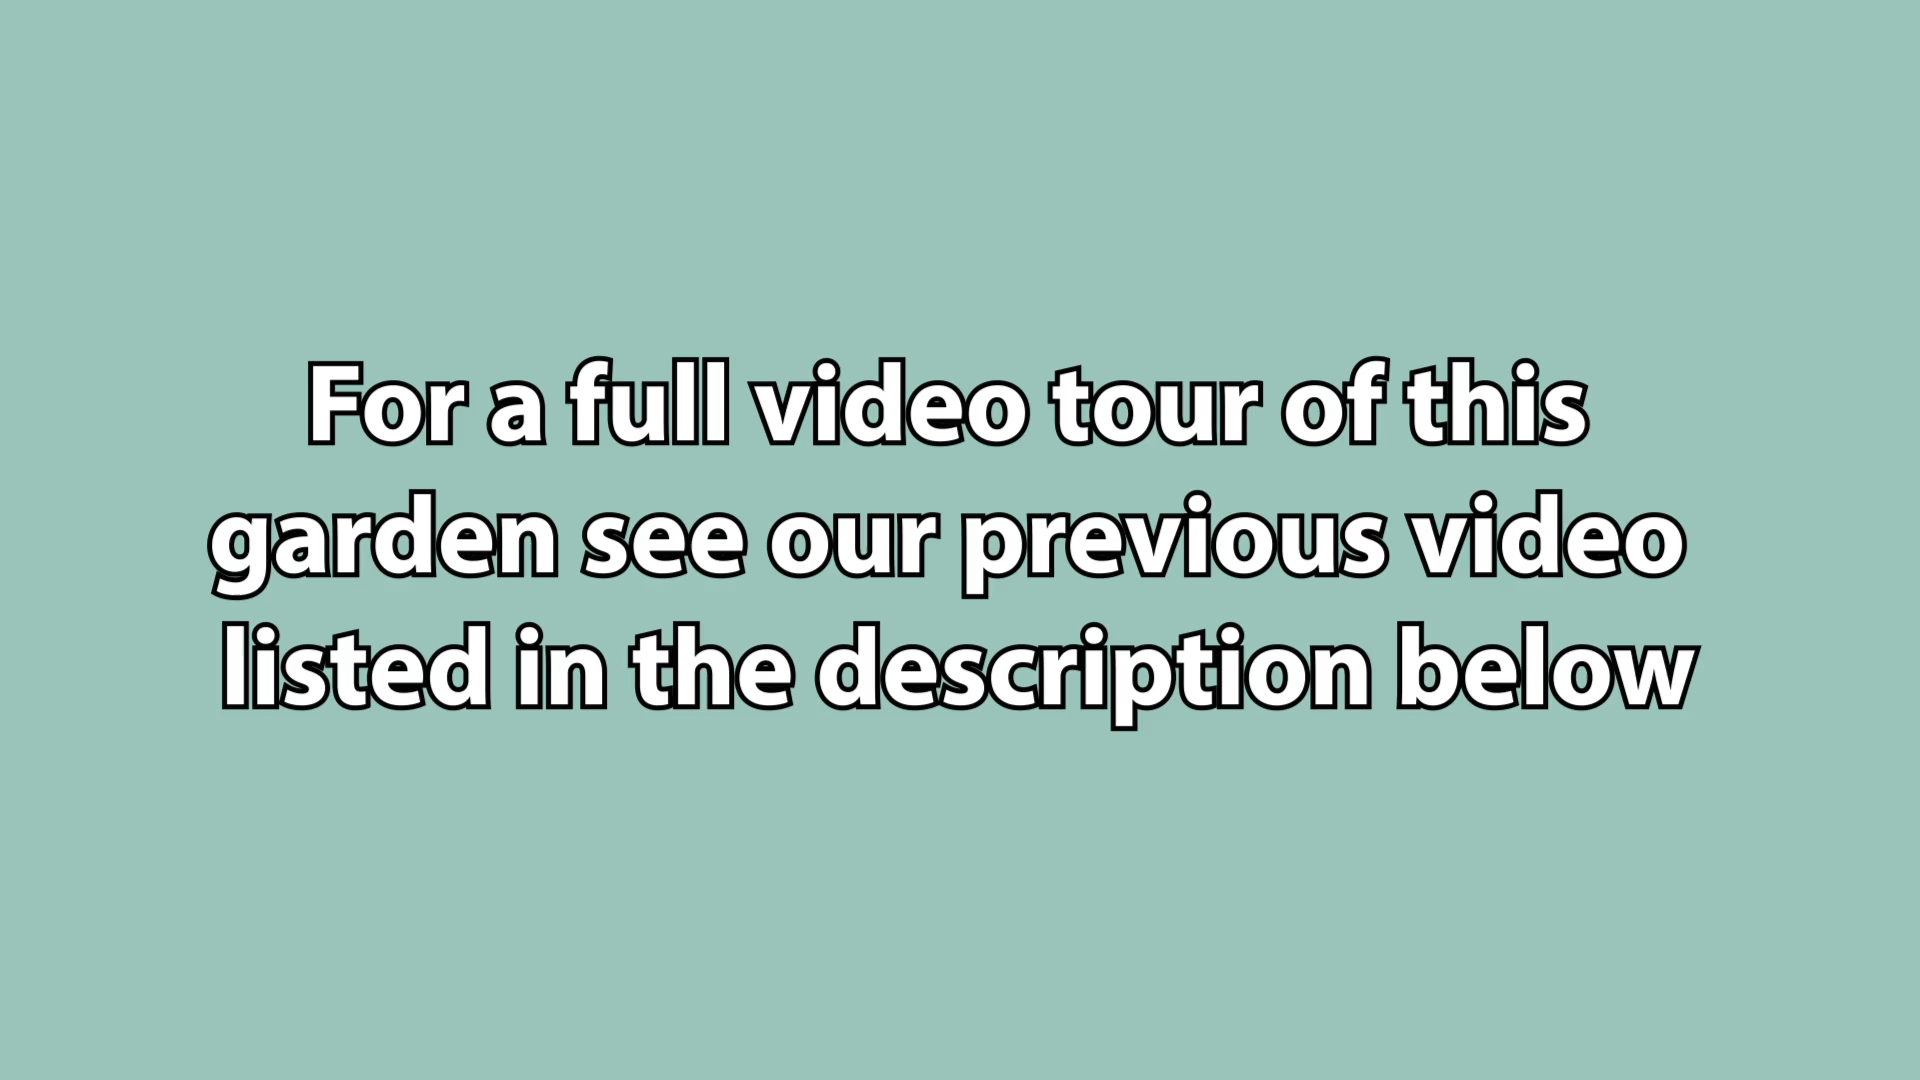 For a full video tour of this
garden see our previous video
listed in the description below